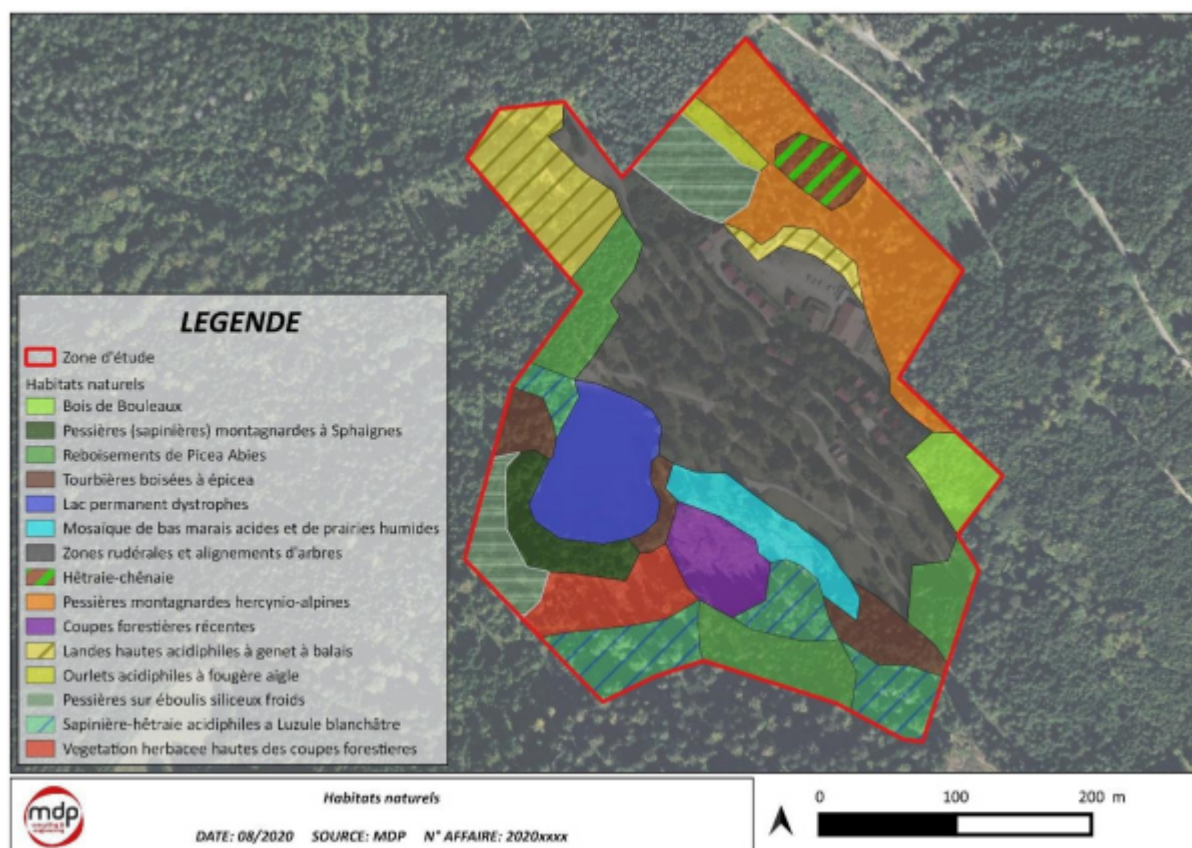 LEGENDE
Zone d'étude
Habitats naturels
Bois de Bouleaux
Pessières (sapinières) montagnardes à Sphaignes
Reboisements de Picea Abies
Tourbières boisées à épicea
Lac permanent dystrophes
Mosaïque de bas marais acides et de prairies humides
Zones rudérales et alignements d'arbres
Hêtraie-chênaie
Pessières montagnardes hercynio-alpines
Coupes forestières récentes
Landes hautes acidiphiles à genet à balais
Ourlets acidiphiles à fougère aigle
Pessières sur éboulis siliceux froids
Sapinière-hêtraie acidiphiles a Luzule blanchâtre
Vegetation herbacee hautes des coupes forestieres
mdp
Habitats naturels
DATE: 08/2020 SOURCE: MDP N° AFFAIRE: 2020xxxx
0 100 200 m